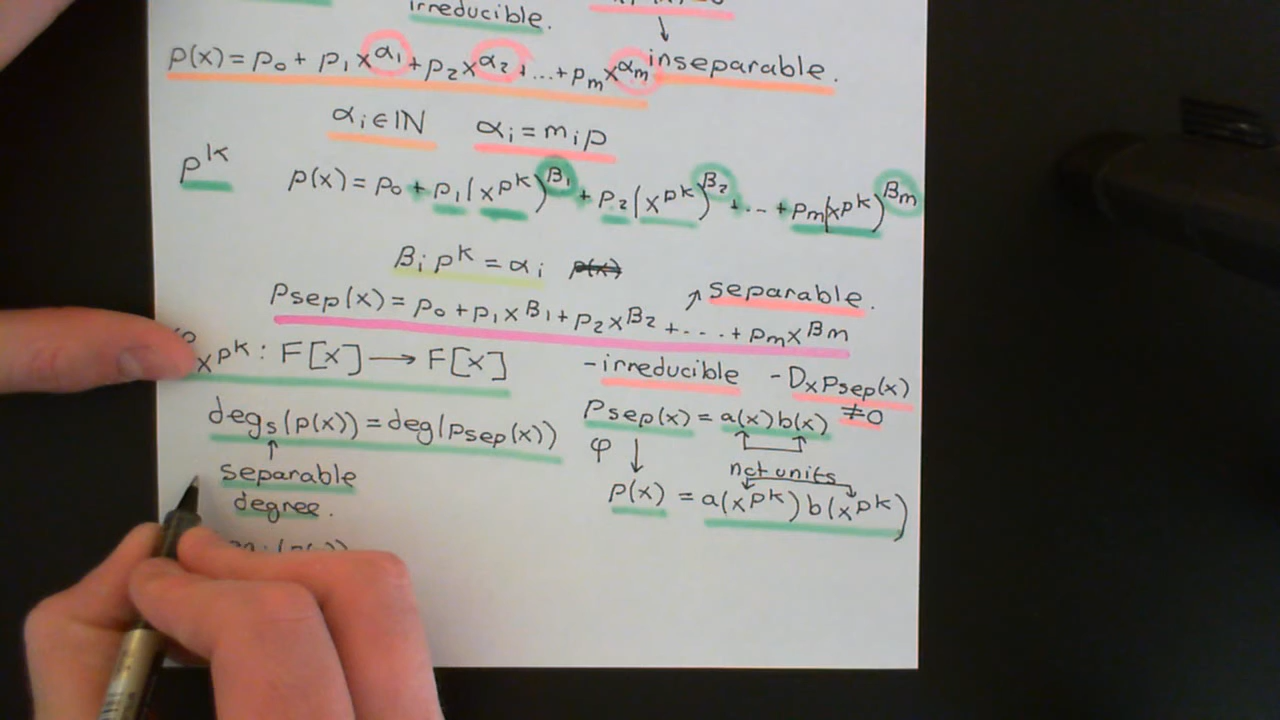 irreducible.
p(x) = p₀ + p₁x^α₁ + p₂x^α₂ + ... + pₘx^αₘ
inseparable.
αᵢ ∈ ℕ αᵢ = mᵢp
p^k p(x) = p₀ + p₁(x^p^k)^β₁ + p₂(x^p^k)^β₂ + ... + pₘ(x^p^k)^βₘ
βᵢp^k = αᵢ
↗ separable.
Psep(x) = p₀ + p₁x^β₁ + p₂x^β₂ + .... + pₘx^βₘ
φ x^p^k : F[x] → F[x]
- irreducible - DₓPsep(x)
≠0
degₛ(p(x)) = deg(Psep(x))
↑
separable
degree.
Psep(x) = a(x)b(x)
φ ↓
not units
p(x) = a(x^p^k) b(x^p^k)